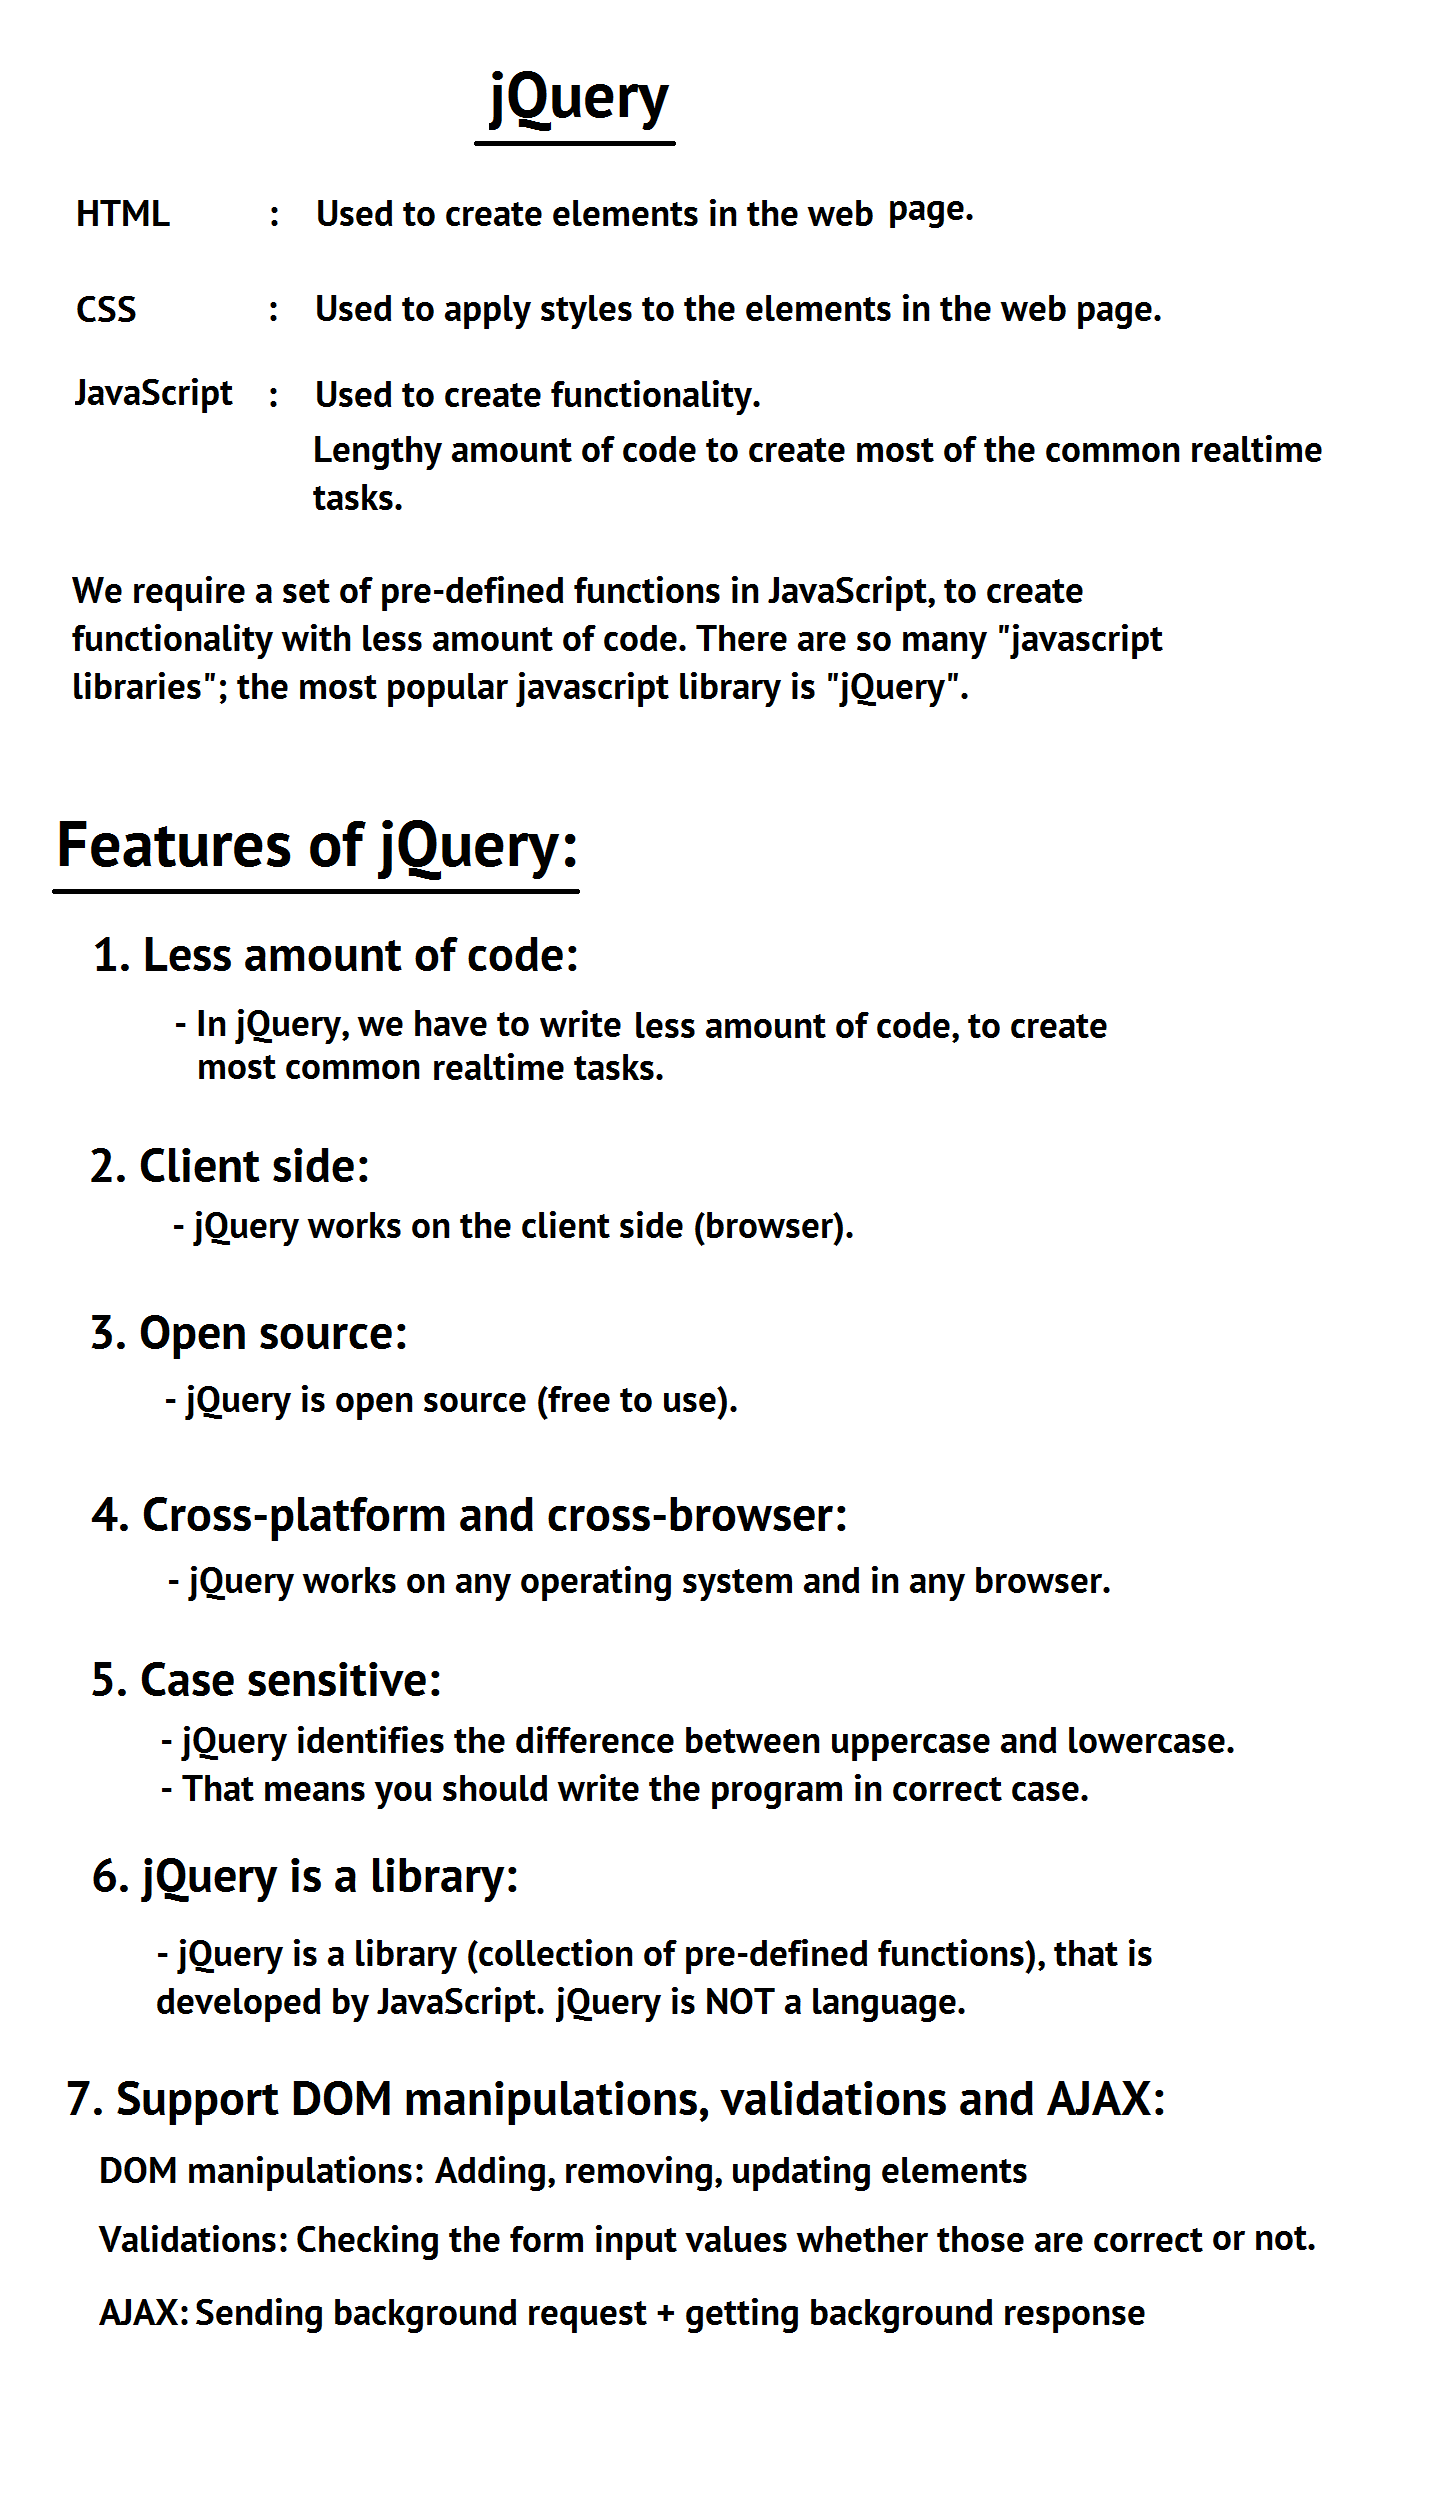 jQuery
HTML : Used to create elements in the web page.
CSS : Used to apply styles to the elements in the web page.
JavaScript : Used to create functionality.
Lengthy amount of code to create most of the common realtime
tasks.
We require a set of pre-defined functions in JavaScript, to create
functionality with less amount of code. There are so many "javascript
libraries"; the most popular javascript library is "jQuery".
Features of jQuery:
1. Less amount of code:
- In jQuery, we have to write less amount of code, to create
most common realtime tasks.
2. Client side:
- jQuery works on the client side (browser).
3. Open source:
- jQuery is open source (free to use).
4. Cross-platform and cross-browser:
- jQuery works on any operating system and in any browser.
5. Case sensitive:
- jQuery identifies the difference between uppercase and lowercase.
- That means you should write the program in correct case.
6. jQuery is a library:
- jQuery is a library (collection of pre-defined functions), that is
developed by JavaScript. jQuery is NOT a language.
7. Support DOM manipulations, validations and AJAX:
DOM manipulations: Adding, removing, updating elements
Validations: Checking the form input values whether those are correct or not.
AJAX: Sending background request + getting background response